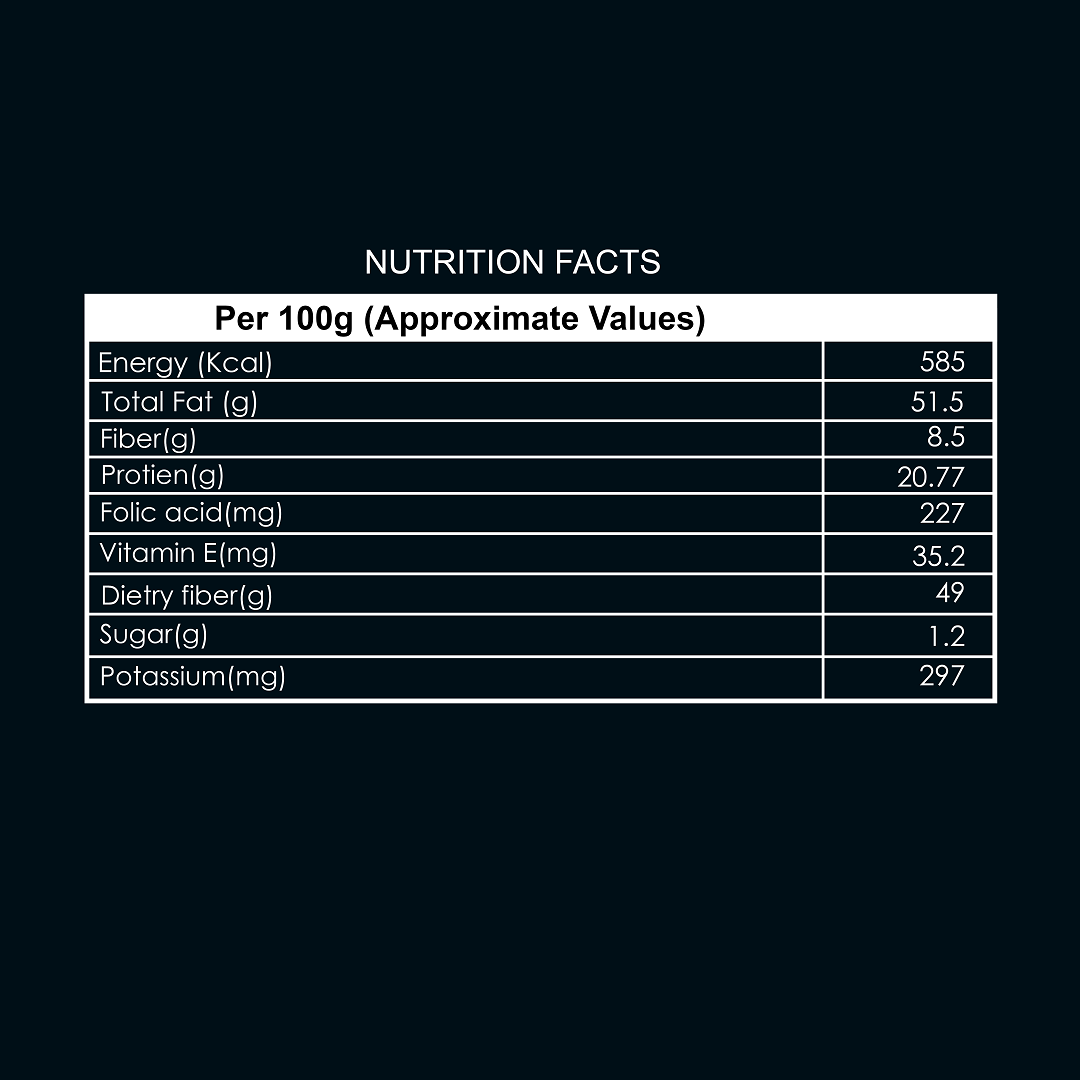 NUTRITION FACTS
Per 100g (Approximate Values)
Energy (Kcal) 585
Total Fat (g) 51.5
Fiber(g) 8.5
Protien(g) 20.77
Folic acid(mg) 227
Vitamin E(mg) 35.2
Dietry fiber(g) 49
Sugar(g) 1.2
Potassium(mg) 297